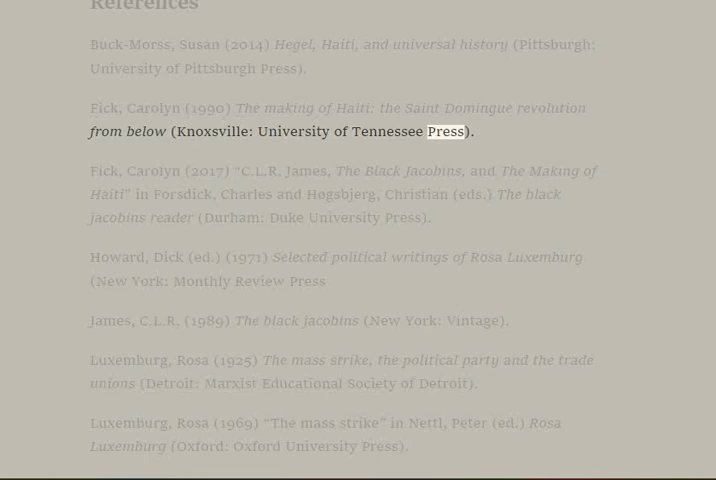 References
Buck-Morss, Susan (2014) Hegel, Haiti, and universal history (Pittsburgh:
University of Pittsburgh Press).
Fick, Carolyn (1990) The making of Haiti: the Saint Domingue revolution
from below (Knoxsville: University of Tennessee Press).
Fick, Carolyn (2017) “C.L.R. James, The Black Jacobins, and The Making of
Haiti” in Forsdick, Charles and Høgsbjerg, Christian (eds.) The black
jacobins reader (Durham: Duke University Press).
Howard, Dick (ed.) (1971) Selected political writings of Rosa Luxemburg
(New York: Monthly Review Press
James, C.L.R. (1989) The black jacobins (New York: Vintage).
Luxemburg, Rosa (1925) The mass strike, the political party and the trade
unions (Detroit: Marxist Educational Society of Detroit).
Luxemburg, Rosa (1969) “The mass strike” in Nettl, Peter (ed.) Rosa
Luxemburg (Oxford: Oxford University Press).